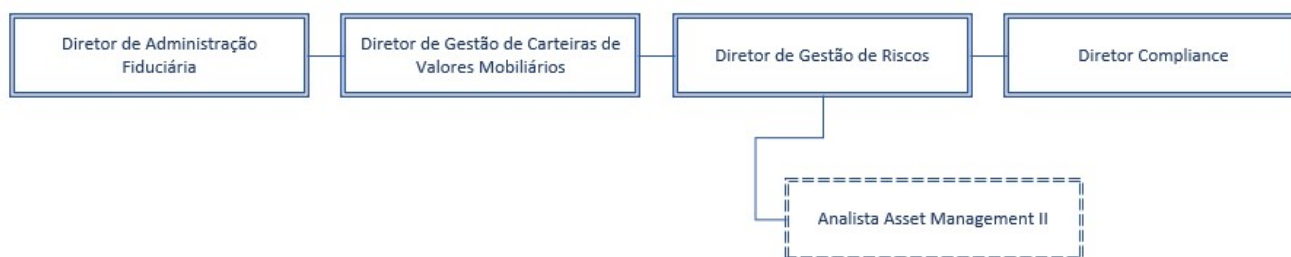 Diretor de Administração
Fiduciária
Diretor de Gestão de Carteiras de
Valores Mobiliários
Diretor de Gestão de Riscos
Diretor Compliance
Analista Asset Management II